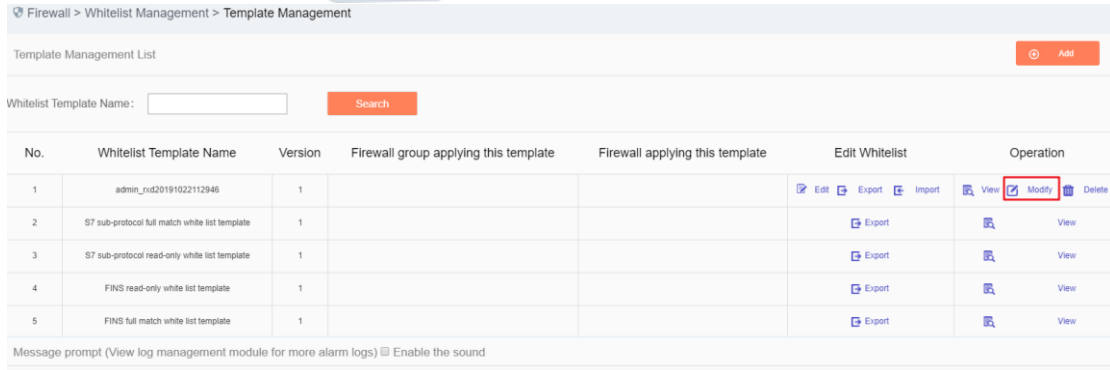 Firewall > Whitelist Management > Template Management
Template Management List
Add
Whitelist Template Name:
Search
No. Whitelist Template Name Version Firewall group applying this template Firewall applying this template Edit Whitelist Operation
1 admin_rxd20191022112946 1 Edit Export Import View Modify Delete
2 S7 sub-protocol full match white list template 1 Export View
3 S7 sub-protocol read-only white list template 1 Export View
4 FINS read-only white list template 1 Export View
5 FINS full match white list template 1 Export View
Message prompt (View log management module for more alarm logs) Enable the sound